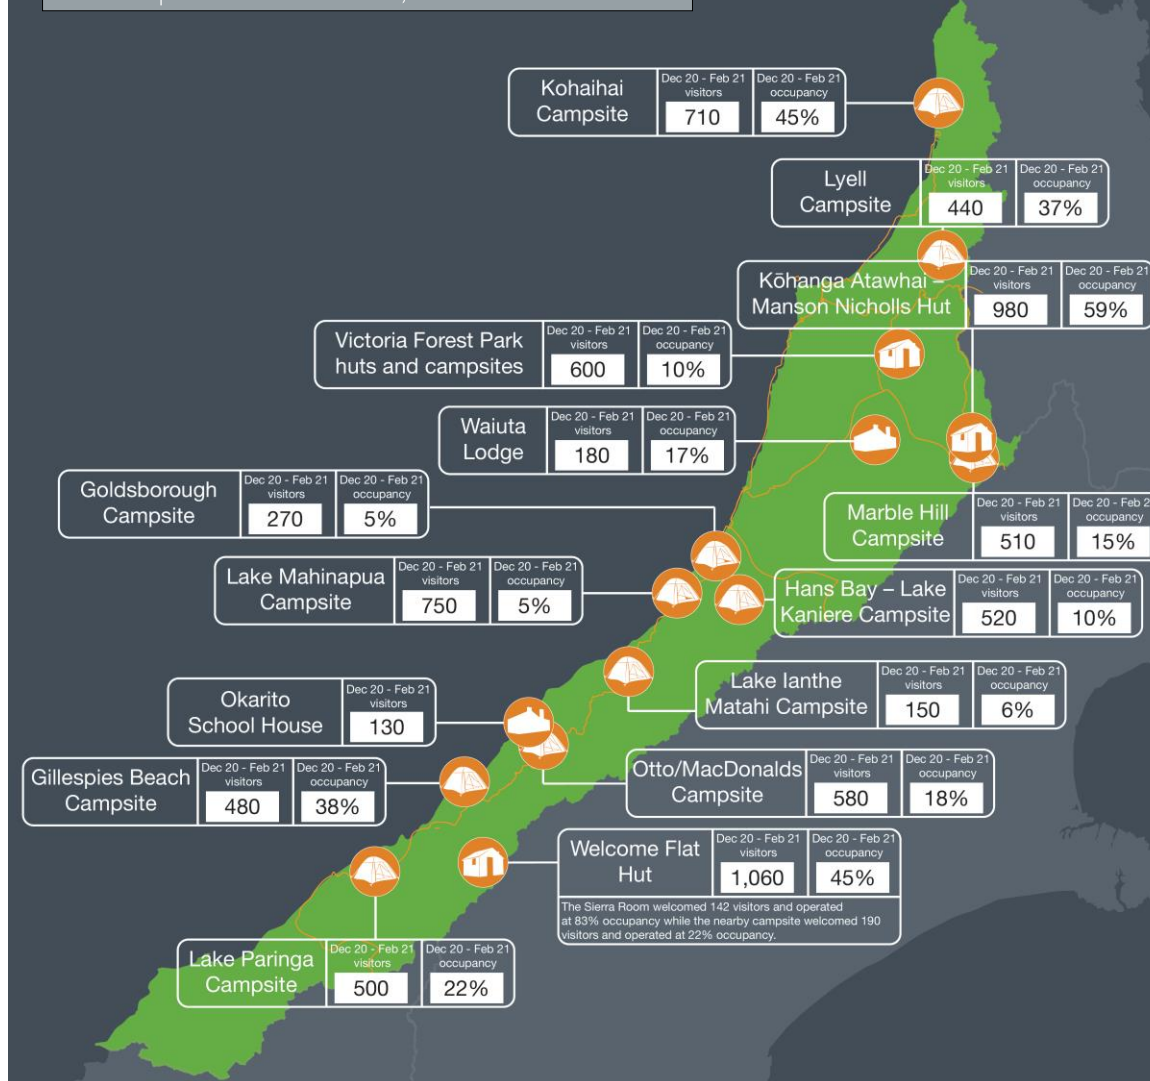 Kohaihai
Campsite
Dec 20 - Feb 21
visitors
710
Dec 20 - Feb 21
occupancy
45%
Lyell
Campsite
Dec 20 - Feb 21
visitors
440
Dec 20 - Feb 21
occupancy
37%
Kōhanga Atawhai –
Manson Nicholls Hut
Dec 20 - Feb 21
visitors
980
Dec 20 - Feb 21
occupancy
59%
Victoria Forest Park
huts and campsites
Dec 20 - Feb 21
visitors
600
Dec 20 - Feb 21
occupancy
10%
Waiuta
Lodge
Dec 20 - Feb 21
visitors
180
Dec 20 - Feb 21
occupancy
17%
Goldsborough
Campsite
Dec 20 - Feb 21
visitors
270
Dec 20 - Feb 21
occupancy
5%
Marble Hill
Campsite
Dec 20 - Feb 21
visitors
510
Dec 20 - Feb 2
occupancy
15%
Lake Mahinapua
Campsite
Dec 20 - Feb 21
visitors
750
Dec 20 - Feb 21
occupancy
5%
Hans Bay – Lake
Kaniere Campsite
Dec 20 - Feb 21
visitors
520
Dec 20 - Feb 21
occupancy
10%
Lake Ianthe
Matahi Campsite
Dec 20 - Feb 21
visitors
150
Dec 20 - Feb 21
occupancy
6%
Okarito
School House
Dec 20 - Feb 21
visitors
130
Otto/MacDonalds
Campsite
Dec 20 - Feb 21
visitors
580
Dec 20 - Feb 21
occupancy
18%
Gillespies Beach
Campsite
Dec 20 - Feb 21
visitors
480
Dec 20 - Feb 21
occupancy
38%
Welcome Flat
Hut
Dec 20 - Feb 21
visitors
1,060
Dec 20 - Feb 21
occupancy
45%
The Sierra Room welcomed 142 visitors and operated
at 83% occupancy while the nearby campsite welcomed 190
visitors and operated at 22% occupancy.
Lake Paringa
Campsite
Dec 20 - Feb 21
visitors
500
Dec 20 - Feb 21
occupancy
22%